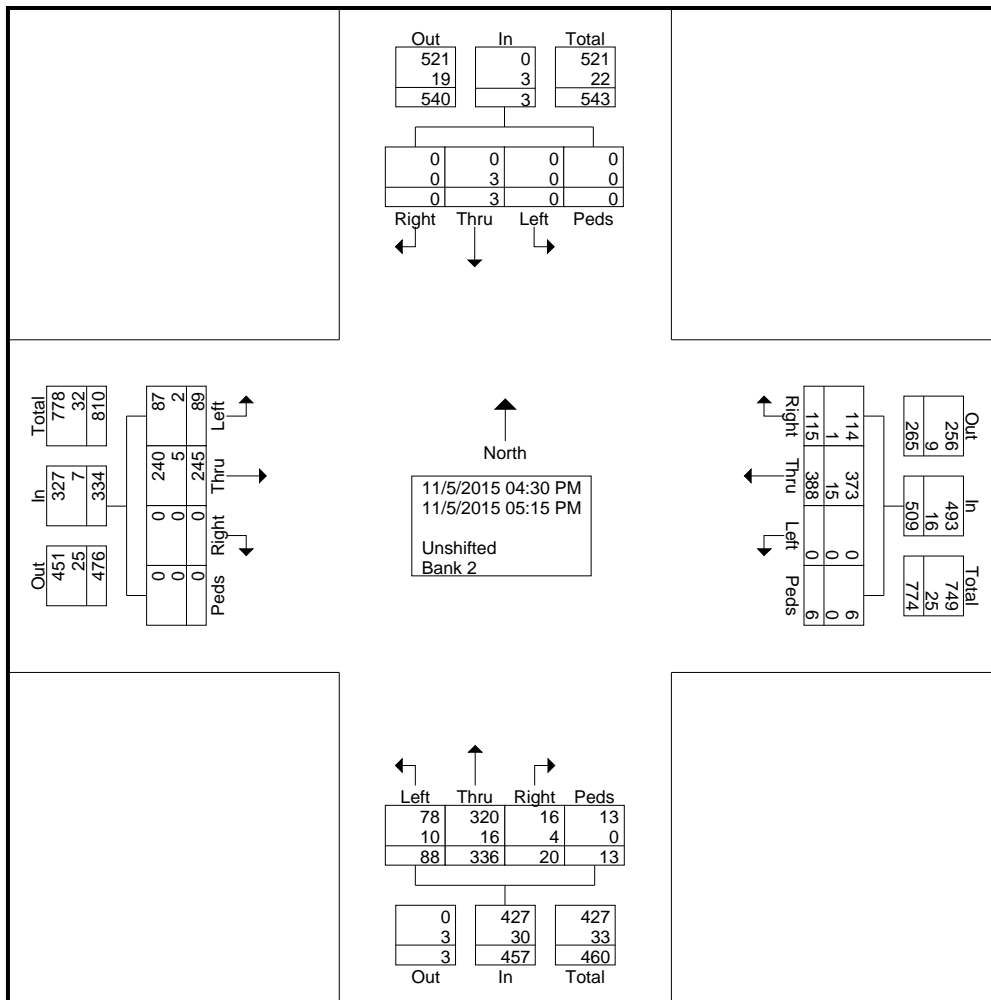 Out In Total
521 0 521
19 3 22
540 3 543
0 0 0 0
0 3 0 0
0 3 0 0
Right Thru Left Peds
Total In Out
778 327 451
32 7 25
810 334 476
87 240 0 0
2 5 0 0
89 245 0 0
Left Thru Right Peds
North
11/5/2015 04:30 PM
11/5/2015 05:15 PM
Unshifted
Bank 2
Right Thru Left Peds
114 373 0 6
1 15 0 0
115 388 0 6
Out In Total
256 493 749
9 16 25
265 509 774
Left Thru Right Peds
78 320 16 13
10 16 4 0
88 336 20 13
0 427 427
3 30 33
3 457 460
Out In Total